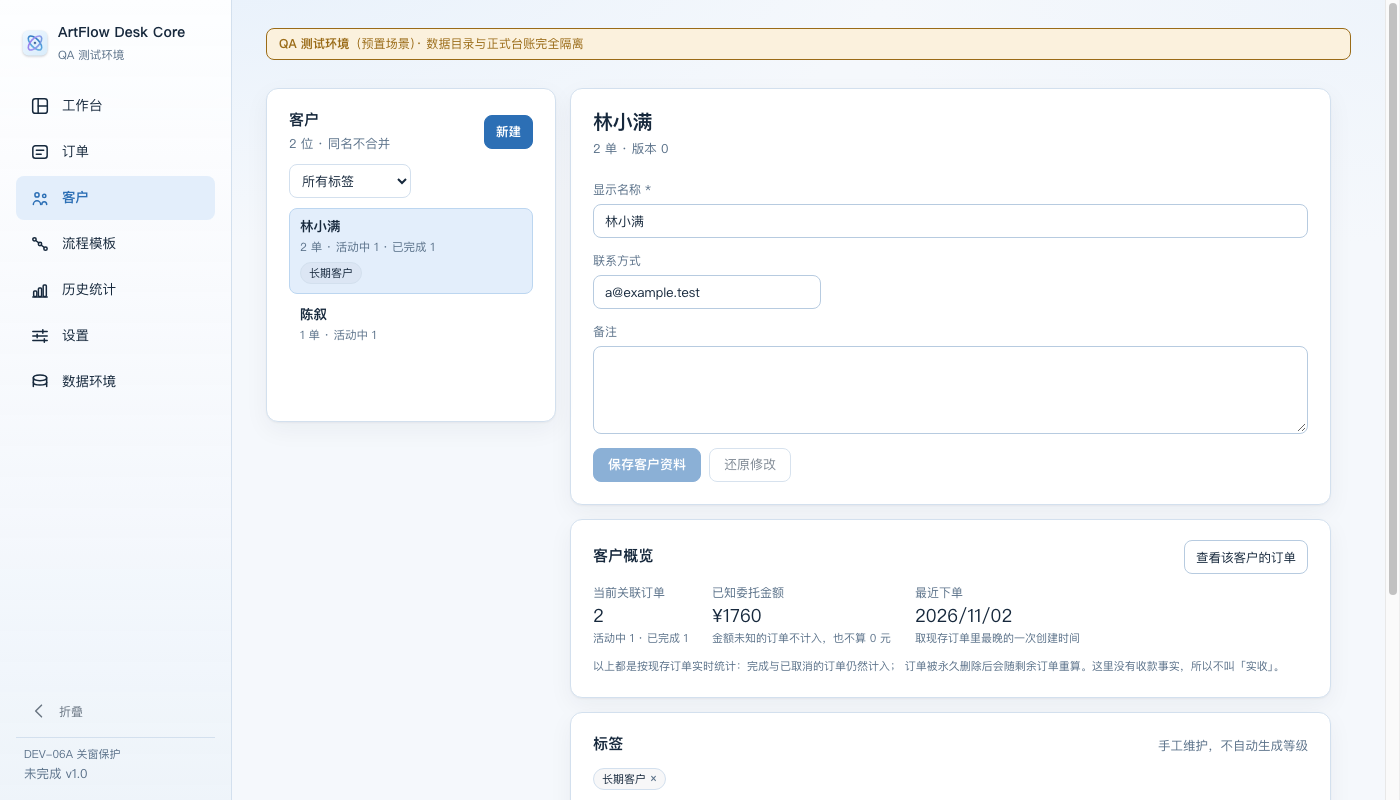 ArtFlow Desk Core
QA 测试环境
工作台
订单
客户
流程模板
历史统计
设置
数据环境
折叠
DEV-06A 关窗保护
未完成 v1.0
QA 测试环境（预置场景）· 数据目录与正式台账完全隔离
客户
2 位 · 同名不合并
新建
所有标签
林小满
2 单 · 活动中 1 · 已完成 1
长期客户
陈叙
1 单 · 活动中 1
林小满
2 单 · 版本 0
显示名称 *
林小满
联系方式
a@example.test
备注
保存客户资料
还原修改
客户概览
查看该客户的订单
当前关联订单
2
活动中 1 · 已完成 1
已知委托金额
¥1760
金额未知的订单不计入，也不算 0 元
最近下单
2026/11/02
取现存订单里最晚的一次创建时间
以上都是按现存订单实时统计：完成与已取消的订单仍然计入； 订单被永久删除后会随剩余订单重算。这里没有收款事实，所以不叫「实收」。
标签
手工维护，不自动生成等级
长期客户 ×